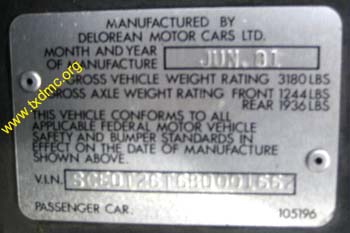 MANUFACTURED BY
DELOREAN MOTOR CARS LTD.
MONTH AND YEAR
OF MANUFACTURE JUN. 81
GROSS VEHICLE WEIGHT RATING 3180 LBS
GROSS AXLE WEIGHT RATING FRONT 1244 LBS
REAR 1936 LBS
THIS VEHICLE CONFORMS TO ALL
APPLICABLE FEDERAL MOTOR VEHICLE
SAFETY AND BUMPER STANDARDS IN
EFFECT ON THE DATE OF MANUFACTURE
SHOWN ABOVE.
V.I.N.
PASSENGER CAR. 105196
www.txdmc.org